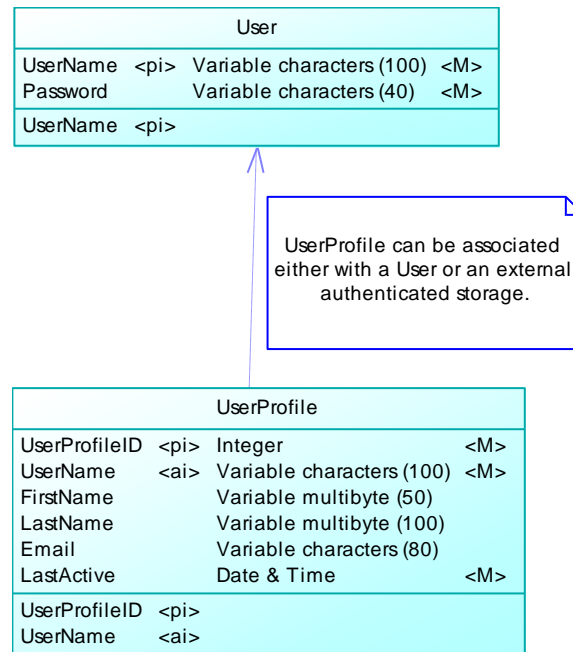 User
UserName <pi> Variable characters (100) <M>
Password Variable characters (40) <M>
UserName <pi>
UserProfile can be associated
either with a User or an external
authenticated storage.
UserProfile
UserProfileID <pi> Integer <M>
UserName <ai> Variable characters (100) <M>
FirstName Variable multibyte (50)
LastName Variable multibyte (100)
Email Variable characters (80)
LastActive Date & Time <M>
UserProfileID <pi>
UserName <ai>